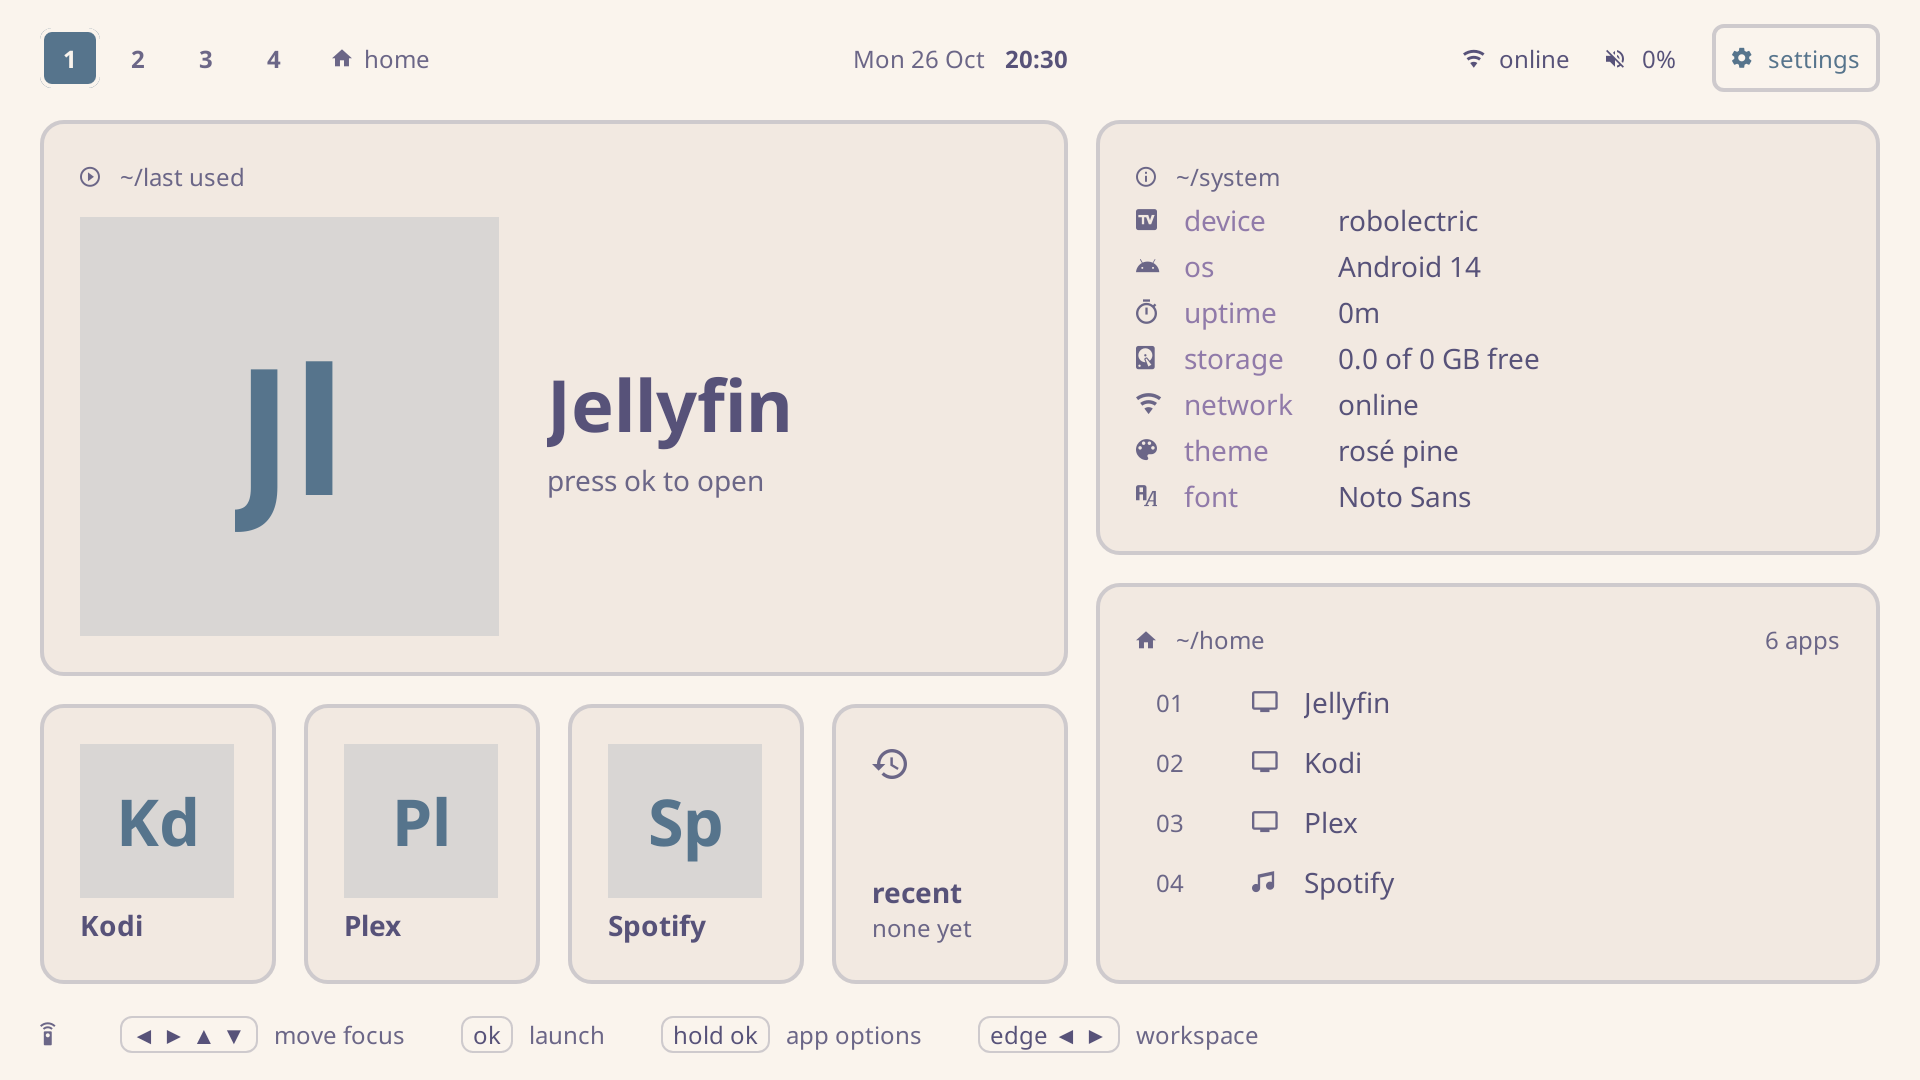 1 2 3 4 home
Mon 26 Oct 20:30
online 0% settings
~/last used
Jl
Jellyfin
press ok to open
Kd
Kodi
Pl
Plex
Sp
Spotify
recent
none yet
~/system
device robolectric
os Android 14
uptime 0m
storage 0.0 of 0 GB free
network online
theme rosé pine
font Noto Sans
~/home 6 apps
01 Jellyfin
02 Kodi
03 Plex
04 Spotify
◀ ▶ ▲ ▼ move focus ok launch hold ok app options edge ◀ ▶ workspace